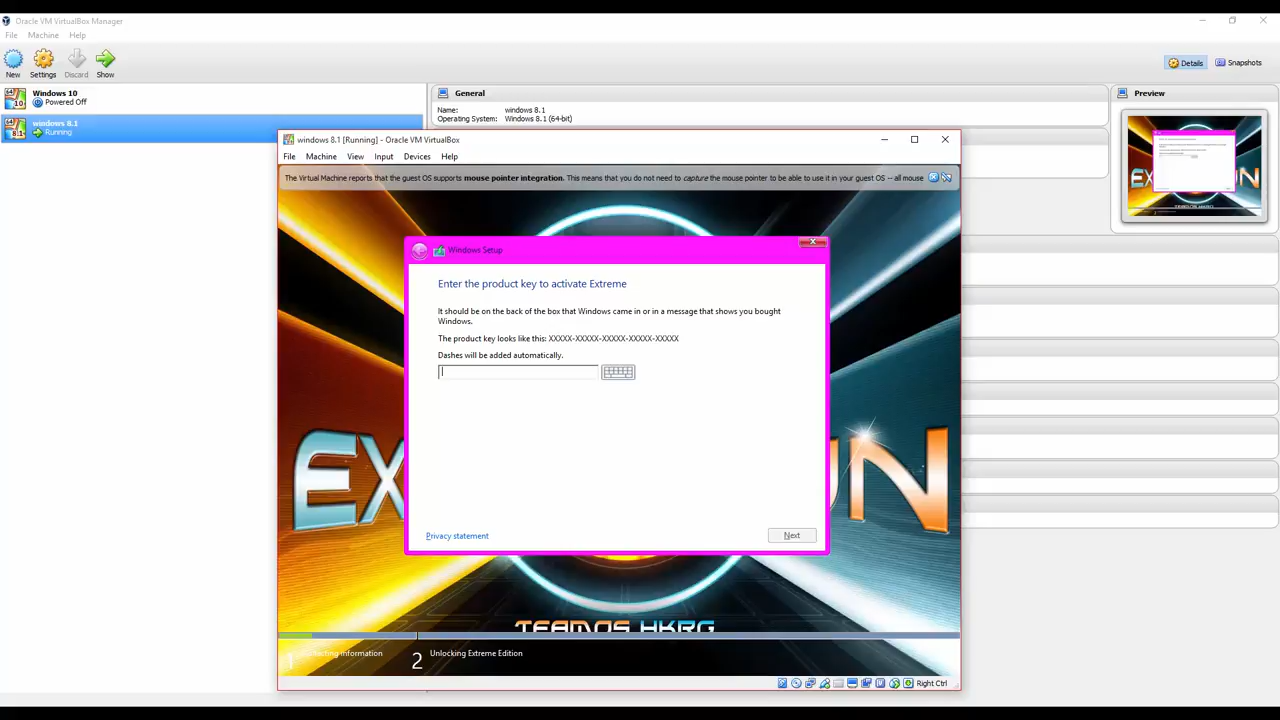 Oracle VM VirtualBox Manager
File Machine Help
New Settings Discard Show
Details Snapshots
Windows 10
Powered Off
windows 8.1
Running
General
Name: windows 8.1
Operating System: Windows 8.1 (64-bit)
Preview
windows 8.1 [Running] - Oracle VM VirtualBox
File Machine View Input Devices Help
The Virtual Machine reports that the guest OS supports mouse pointer integration. This means that you do not need to capture the mouse pointer to be able to use it in your guest OS -- all mouse
Windows Setup
Enter the product key to activate Extreme
It should be on the back of the box that Windows came in or in a message that shows you bought
Windows.
The product key looks like this: XXXXX-XXXXX-XXXXX-XXXXX-XXXXX
Dashes will be added automatically.
Privacy statement
Next
EX
UN
TEAMOS HKRG
1 information
2 Unlocking Extreme Edition
Right Ctrl